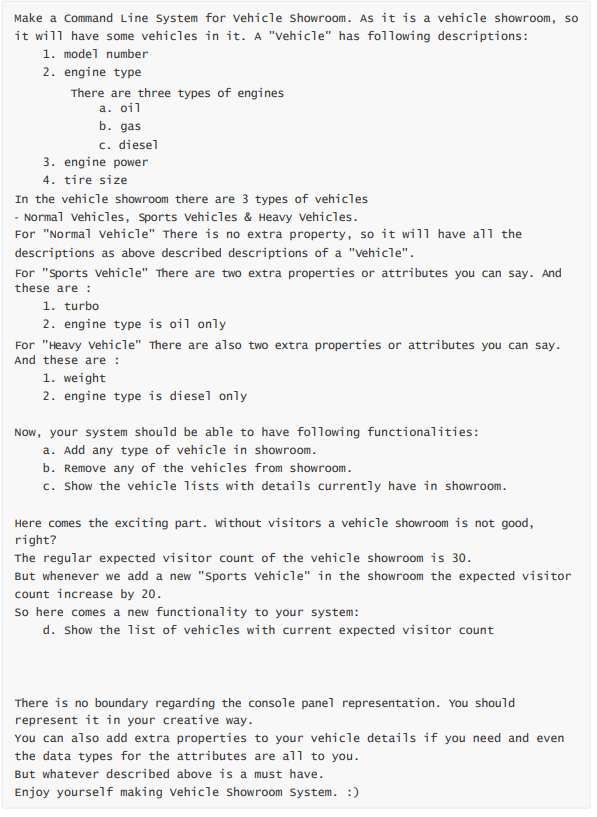 Make a Command Line System for Vehicle Showroom. As it is a vehicle showroom, so
it will have some vehicles in it. A "Vehicle" has following descriptions:
1. model number
2. engine type
There are three types of engines
a. oil
b. gas
c. diesel
3. engine power
4. tire size
In the vehicle showroom there are 3 types of vehicles
- Normal Vehicles, Sports Vehicles & Heavy Vehicles.
For "Normal Vehicle" There is no extra property, so it will have all the
descriptions as above described descriptions of a "Vehicle".
For "Sports Vehicle" There are two extra properties or attributes you can say. And
these are :
1. turbo
2. engine type is oil only
For "Heavy Vehicle" There are also two extra properties or attributes you can say.
And these are :
1. weight
2. engine type is diesel only
Now, your system should be able to have following functionalities:
a. Add any type of vehicle in showroom.
b. Remove any of the vehicles from showroom.
c. Show the vehicle lists with details currently have in showroom.
Here comes the exciting part. Without visitors a vehicle showroom is not good,
right?
The regular expected visitor count of the vehicle showroom is 30.
But whenever we add a new "Sports Vehicle" in the showroom the expected visitor
count increase by 20.
So here comes a new functionality to your system:
d. Show the list of vehicles with current expected visitor count
There is no boundary regarding the console panel representation. You should
represent it in your creative way.
You can also add extra properties to your vehicle details if you need and even
the data types for the attributes are all to you.
But whatever described above is a must have.
Enjoy yourself making Vehicle Showroom System. :)